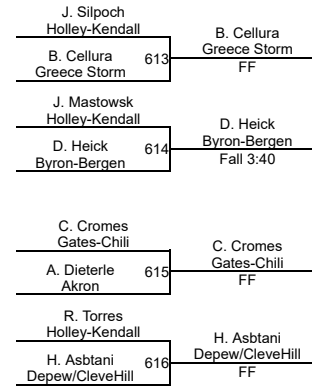 J. Silpoch
Holley-Kendall
B. Cellura
Greece Storm
613
B. Cellura
Greece Storm
FF
J. Mastowsk
Holley-Kendall
D. Heick
Byron-Bergen
614
D. Heick
Byron-Bergen
Fall 3:40
C. Cromes
Gates-Chili
A. Dieterle
Akron
615
C. Cromes
Gates-Chili
FF
R. Torres
Holley-Kendall
H. Asbtani
Depew/CleveHill
616
H. Asbtani
Depew/CleveHill
FF